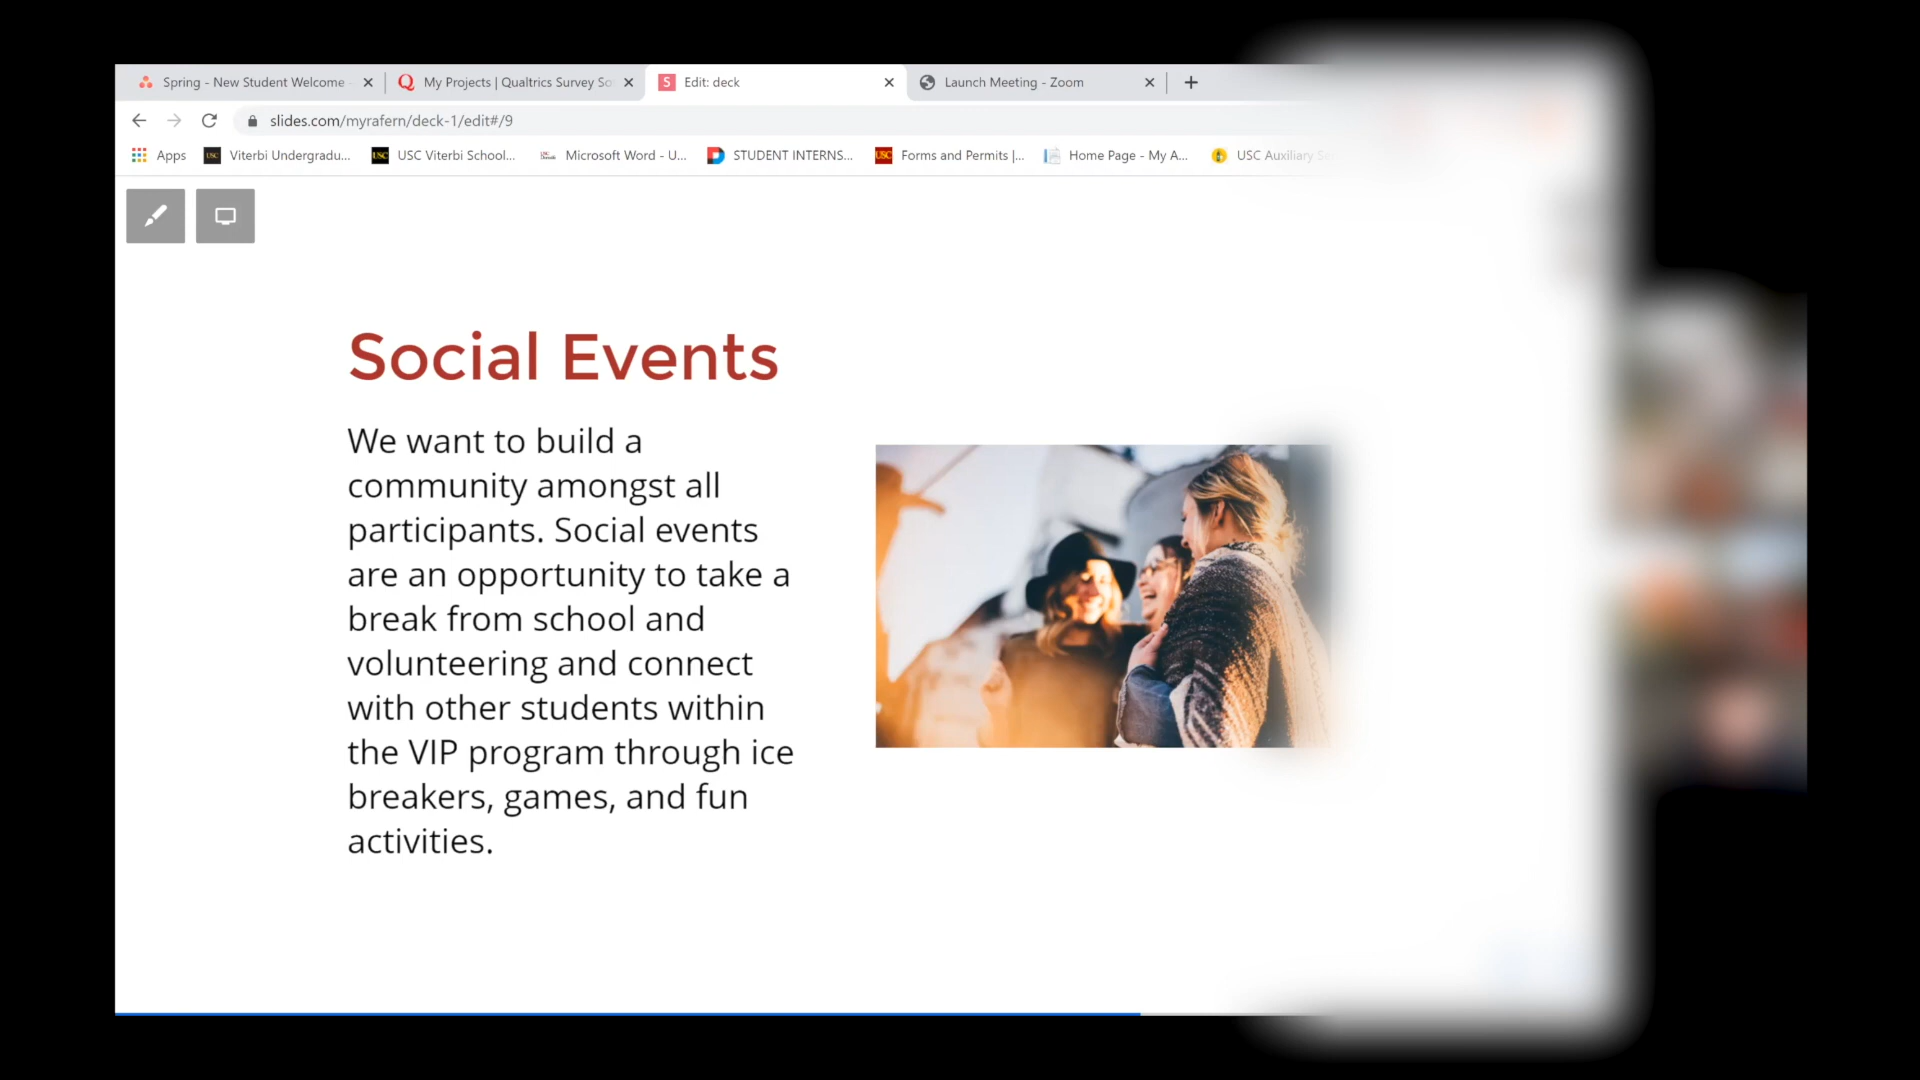 Spring - New Student Welcome -
My Projects | Qualtrics Survey So
Edit: deck
Launch Meeting - Zoom
slides.com/myrafern/deck-1/edit#/9
Apps
Viterbi Undergradu...
USC Viterbi School...
Microsoft Word - U...
STUDENT INTERNS...
Forms and Permits |...
Home Page - My A...
USC Auxiliary Se
Social Events
We want to build a
community amongst all
participants. Social events
are an opportunity to take a
break from school and
volunteering and connect
with other students within
the VIP program through ice
breakers, games, and fun
activities.